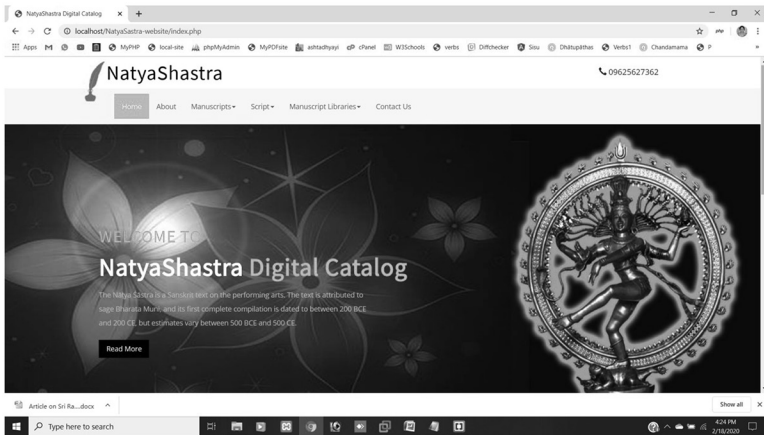 NatyaShastra Digital Catalog
localhost/NatyaSastra-website/index.php
Apps MyPHP local-site phpMyAdmin MyPDFsite ashtadhyayi cPanel W3Schools verbs Diffchecker Sisu Dhātupāthas Verbs1 Chandamama P »
NatyaShastra
09625627362
Home About Manuscripts Script Manuscript Libraries Contact Us
WELCOME TO
NatyaShastra Digital Catalog
The Nātya Śāstra is a Sanskrit text on the performing arts. The text is attributed to
sage Bharata Muni, and its first complete compilation is dated to between 200 BCE
and 200 CE, but estimates vary between 500 BCE and 500 CE.
Read More
Article on Sri Ra....docx
Show all
Type here to search
4:24 PM
2/18/2020